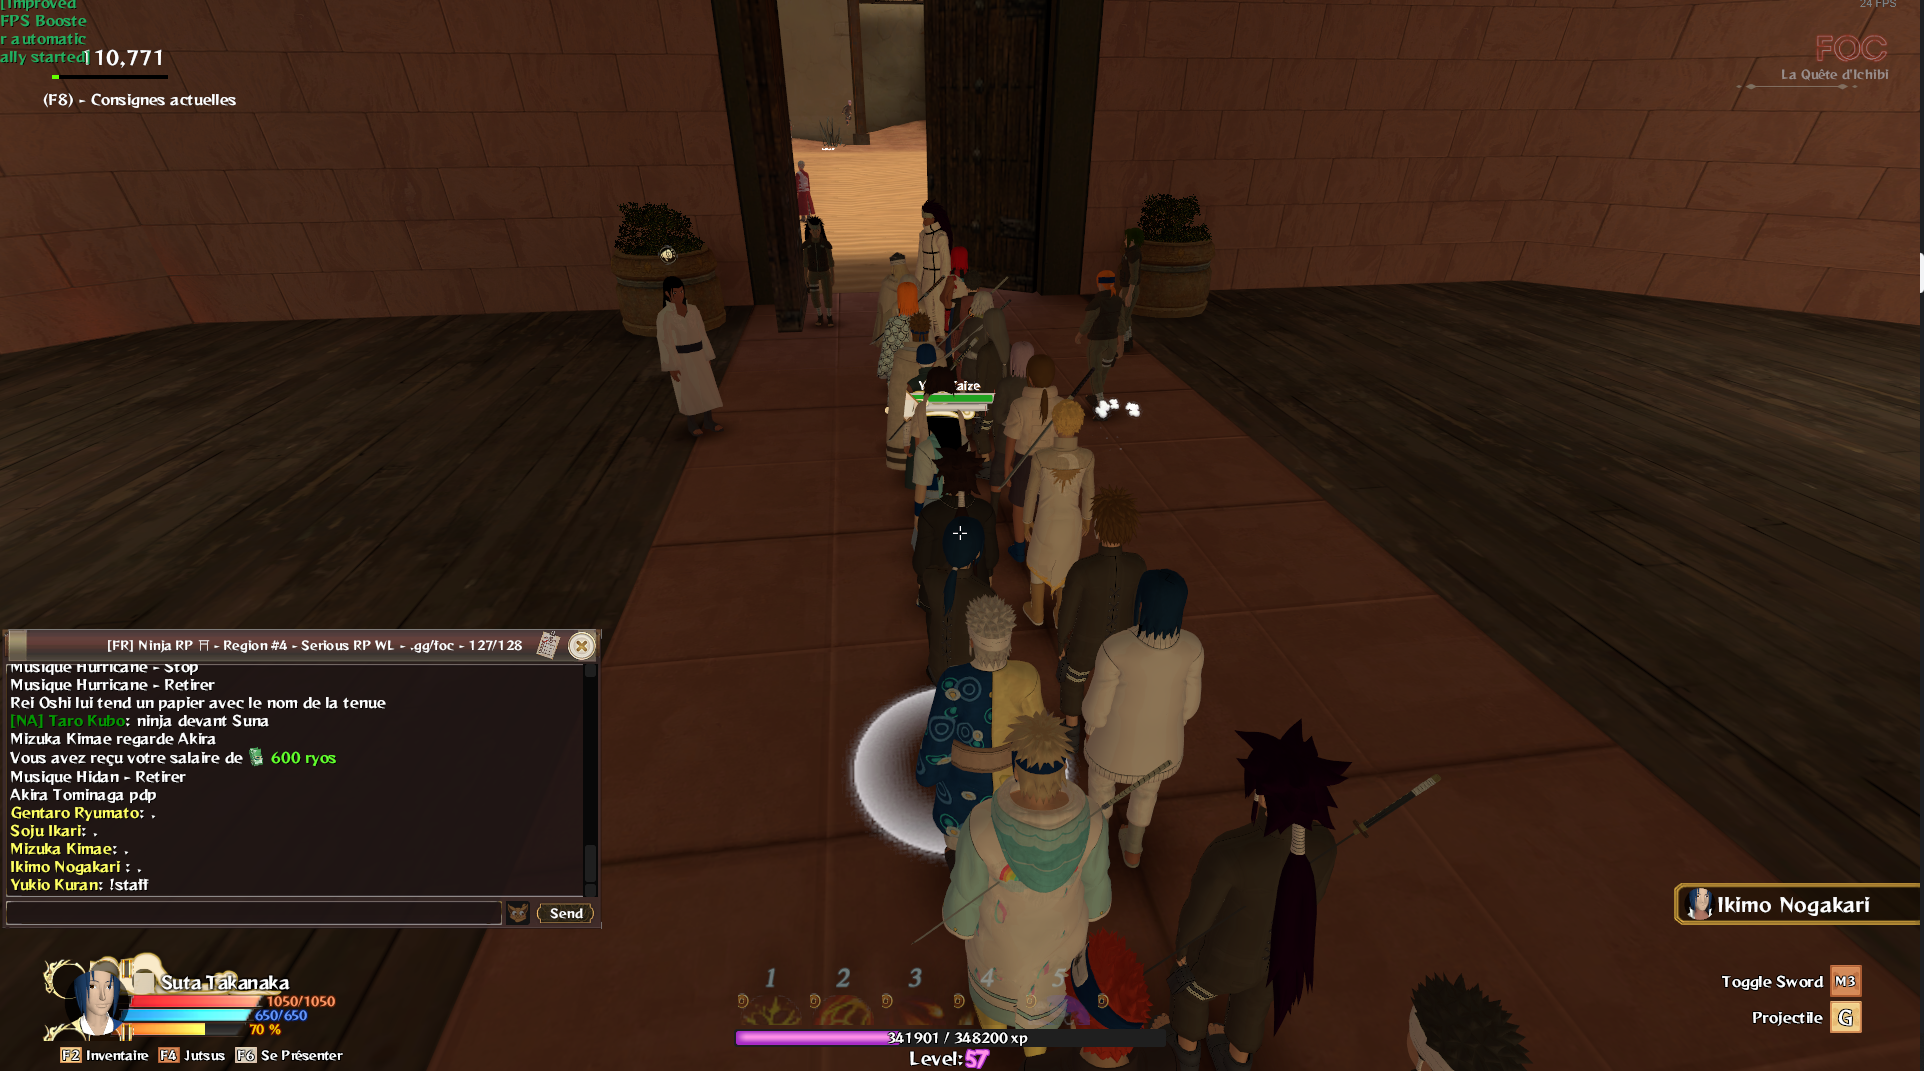 [Improved
FPS Booste
r automatic
ally started
110,771
(F8) - Consignes actuelles
24 FPS
FOC
La Quête d'Ichibi
[FR] Ninja RP ⛩ - Region #4 - Serious RP WL - .gg/foc - 127/128
Musique Hurricane - Stop
Musique Hurricane - Retirer
Rei Oshi lui tend un papier avec le nom de la tenue
[NA] Taro Kubo: ninja devant Suna
Mizuka Kimae regarde Akira
Vous avez reçu votre salaire de 600 ryos
Musique Hidan - Retirer
Akira Tominaga pdp
Gentaro Ryumato: .
Soju Ikari: .
Mizuka Kimae: .
Ikimo Nogakari : .
Yukio Kuran: !staff
Send
Suta Takanaka
1050/1050
650/650
70 %
F2 Inventaire F4 Jutsus F6 Se Présenter
1 2 3 4 5
341901 / 348200 xp
Level:57
Ikimo Nogakari
Toggle Sword M3
Projectile G